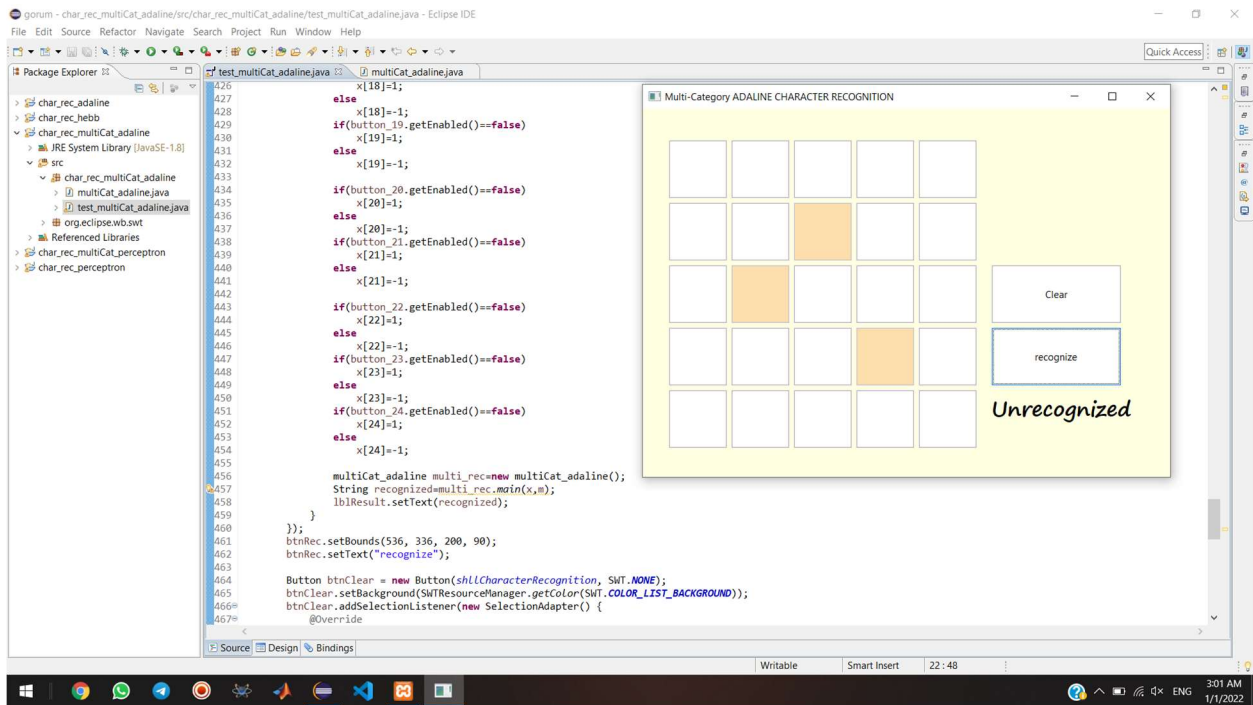 gorum - char_rec_multiCat_adaline/src/char_rec_multiCat_adaline/test_multiCat_adaline.java - Eclipse IDE
File Edit Source Refactor Navigate Search Project Run Window Help
Quick Access
Package Explorer
test_multiCat_adaline.java
multiCat_adaline.java
char_rec_adaline
char_rec_hebb
char_rec_multiCat_adaline
JRE System Library [JavaSE-1.8]
src
char_rec_multiCat_adaline
multiCat_adaline.java
test_multiCat_adaline.java
org.eclipse.wb.swt
Referenced Libraries
char_rec_multiCat_perceptron
char_rec_perceptron
426 x[18]=1;
427 else
428 x[18]=-1;
429 if(button_19.getEnabled()==false)
430 x[19]=1;
431 else
432 x[19]=-1;
433
434 if(button_20.getEnabled()==false)
435 x[20]=1;
436 else
437 x[20]=-1;
438 if(button_21.getEnabled()==false)
439 x[21]=1;
440 else
441 x[21]=-1;
442
443 if(button_22.getEnabled()==false)
444 x[22]=1;
445 else
446 x[22]=-1;
447 if(button_23.getEnabled()==false)
448 x[23]=1;
449 else
450 x[23]=-1;
451 if(button_24.getEnabled()==false)
452 x[24]=1;
453 else
454 x[24]=-1;
455
456 multiCat_adaline multi_rec=new multiCat_adaline();
457 String recognized=multi_rec.main(x,m);
458 lblResult.setText(recognized);
459 }
460 });
461 btnRec.setBounds(536, 336, 200, 90);
462 btnRec.setText("recognize");
463
464 Button btnClear = new Button(shllCharacterRecognition, SWT.NONE);
465 btnClear.setBackground(SWTResourceManager.getColor(SWT.COLOR_LIST_BACKGROUND));
466 btnClear.addSelectionListener(new SelectionAdapter() {
467 @Override
Multi-Category ADALINE CHARACTER RECOGNITION
Clear
recognize
Unrecognized
Source Design Bindings
Writable Smart Insert 22 : 48
ENG
3:01 AM
1/1/2022